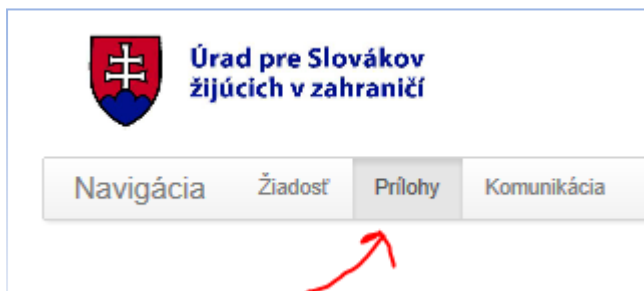 Úrad pre Slovákov
žijúcich v zahraničí
Navigácia Žiadosť Prílohy Komunikácia